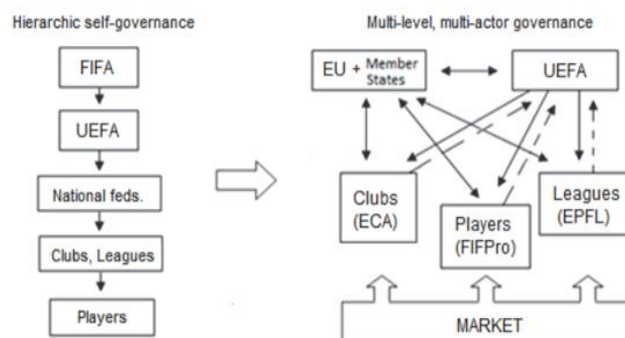 Hierarchic self-governance
FIFA
UEFA
National feds.
Clubs, Leagues
Players
Multi-level, multi-actor governance
EU + Member
States
UEFA
Clubs
(ECA)
Players
(FIFPro)
Leagues
(EPFL)
MARKET